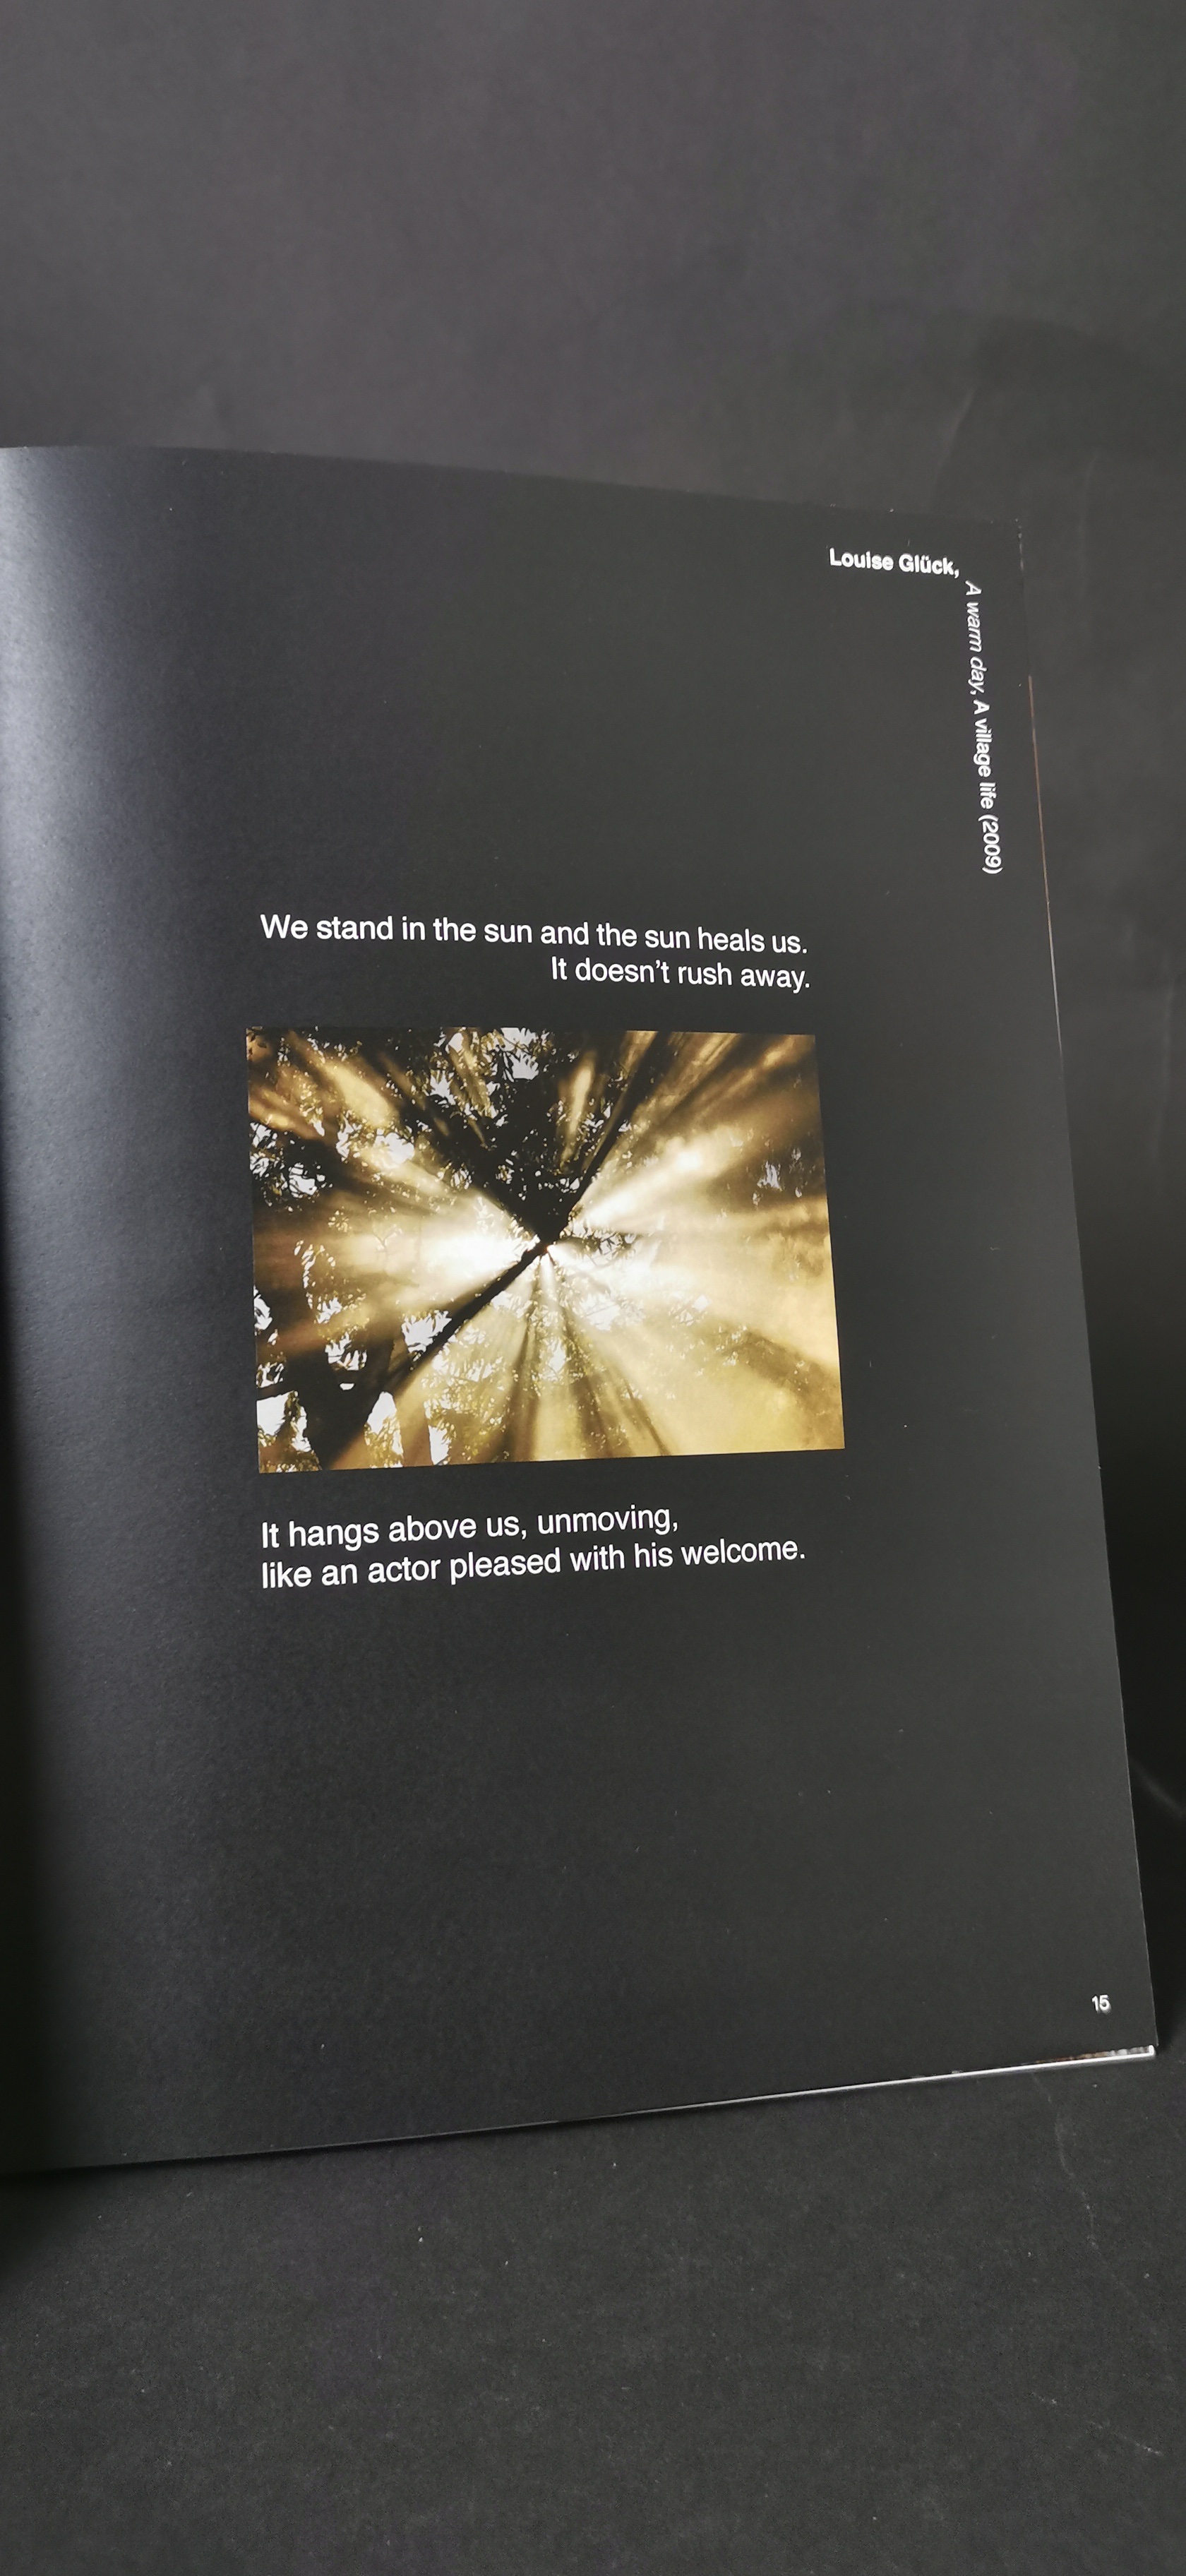 Louise Glück,
A warm day, A village life (2009)
We stand in the sun and the sun heals us.
It doesn't rush away.
It hangs above us, unmoving,
like an actor pleased with his welcome.
15